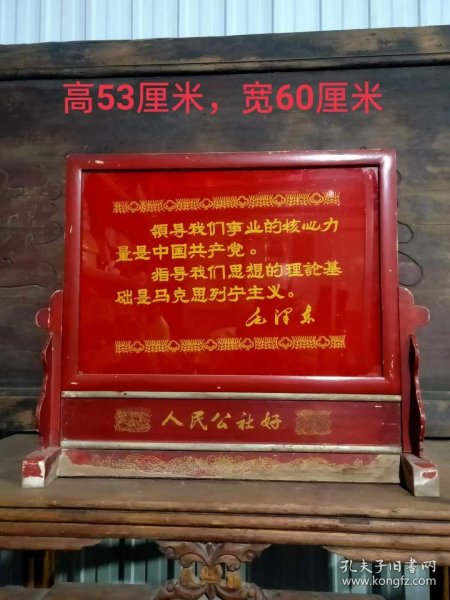 高53厘米，宽60厘米
领导我们事业的核心力
量是中国共产党。
指导我们思想的理論基
础是马克思列宁主义。
毛泽东
人民公社好
孔夫子旧书网
www.kongfz.com